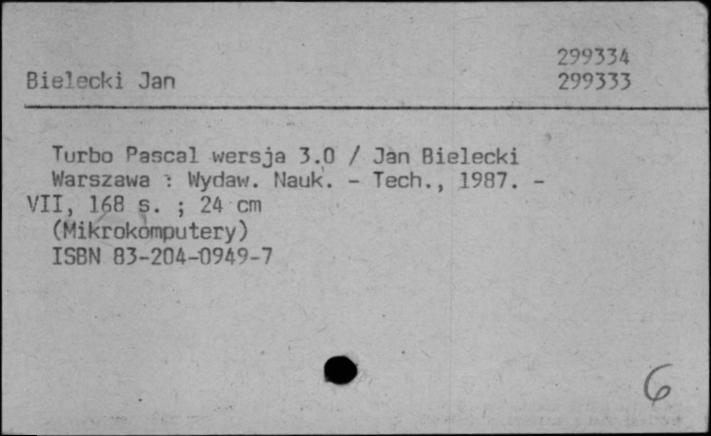 299334
Bielecki Jan 299333
Turbo Pascal wersja 3.0 / Jan Bielecki
Warszawa : Wydaw. Nauk. - Tech., 1987. -
VII, 168 s. ; 24 cm
(Mikrokomputery)
ISBN 83-204-0949-7
6